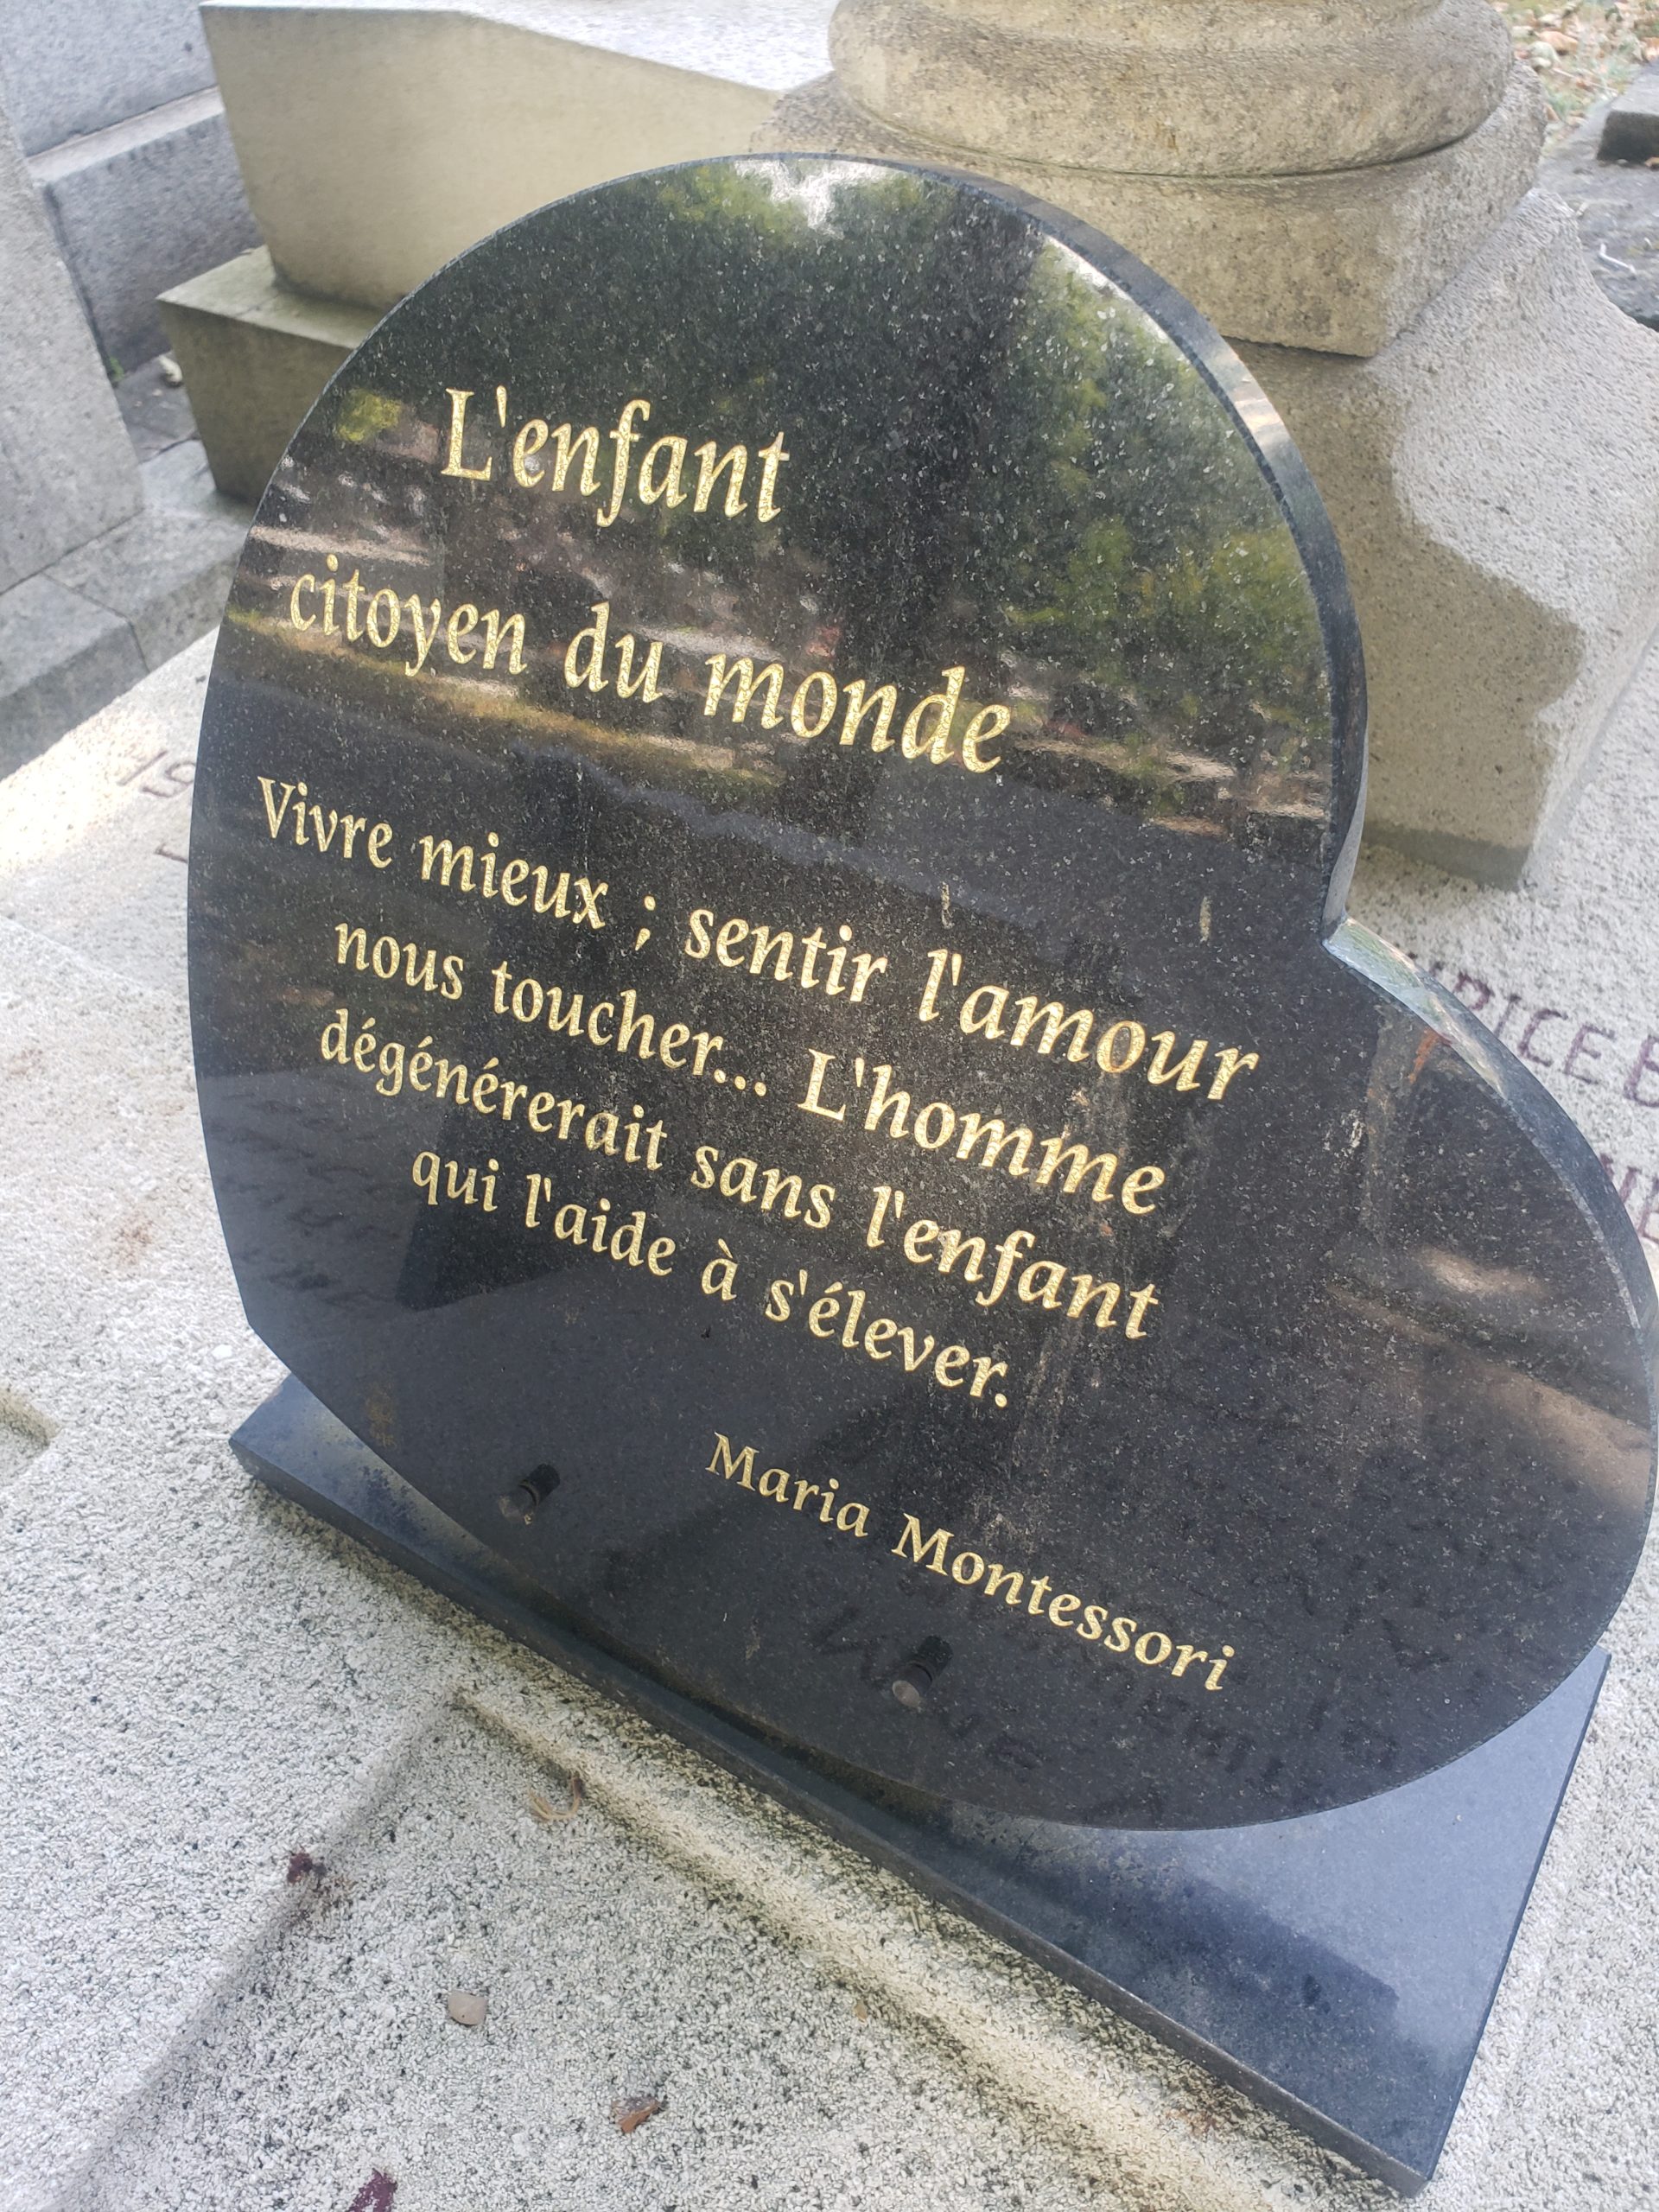 L'enfant
citoyen du monde
Vivre mieux ; sentir l'amour
nous toucher... L'homme
dégénérerait sans l'enfant
qui l'aide à s'élever.
Maria Montessori